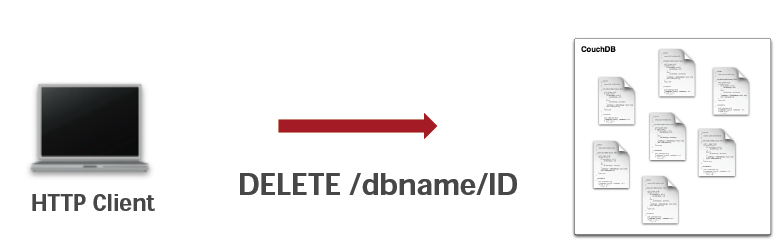 CouchDB
HTTP Client
DELETE /dbname/ID